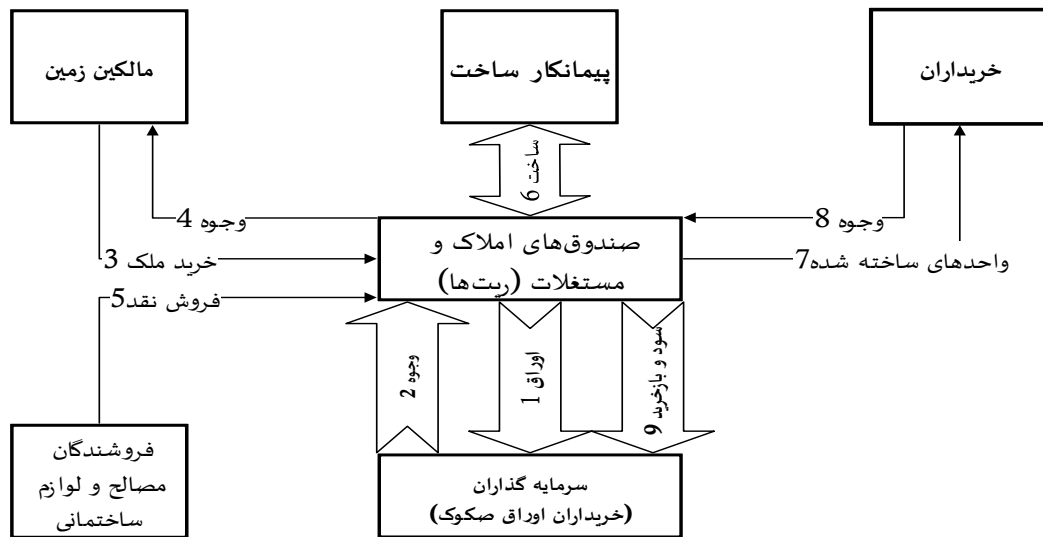 خریداران
پیمانکار ساخت
مالکین زمین
ساخت 6
وجوه 8
وجوه 4
صندوق‌های املاک و
مستغلات (ریت‌ها)
واحدهای ساخته شده7
خرید ملک 3
فروش نقد5
وجوه 2
اوراق 1
سود و بازخرید 9
فروشندگان
مصالح و لوازم
ساختمانی
سرمایه گذاران
(خریداران اوراق صکوک)